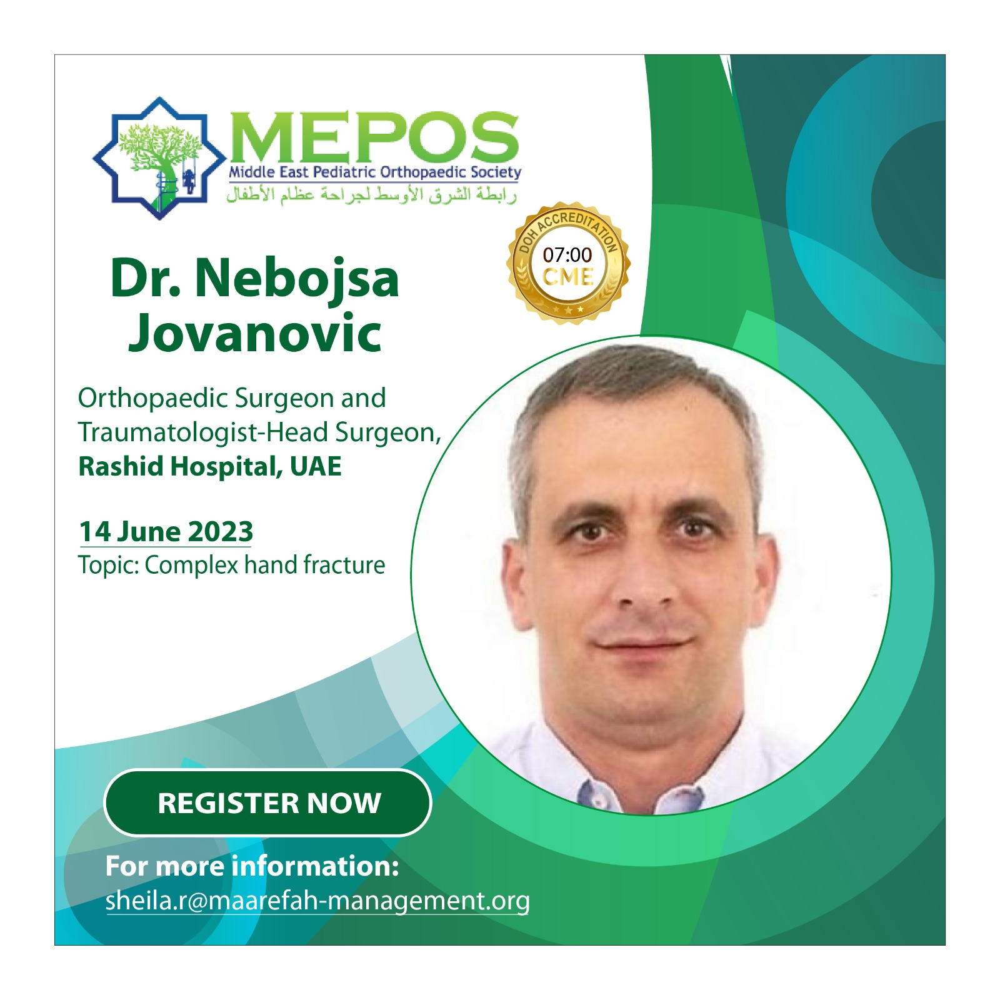 MEPOS
Middle East Pediatric Orthopaedic Society
رابطة الشرق الأوسط لجراحة عظام الأطفال
DOH ACCREDITATION
07:00
CME
Dr. Nebojsa
Jovanovic
Orthopaedic Surgeon and
Traumatologist-Head Surgeon,
Rashid Hospital, UAE
14 June 2023
Topic: Complex hand fracture
REGISTER NOW
For more information:
sheila.r@maarefah-management.org